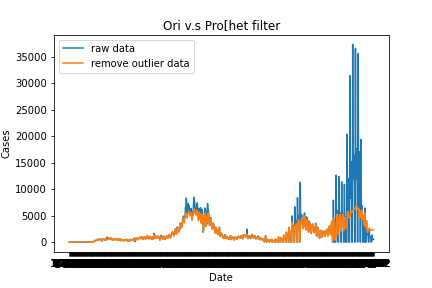 Ori v.s Pro[het filter
raw data
remove outlier data
35000
30000
25000
20000
15000
10000
5000
0
Cases
Date